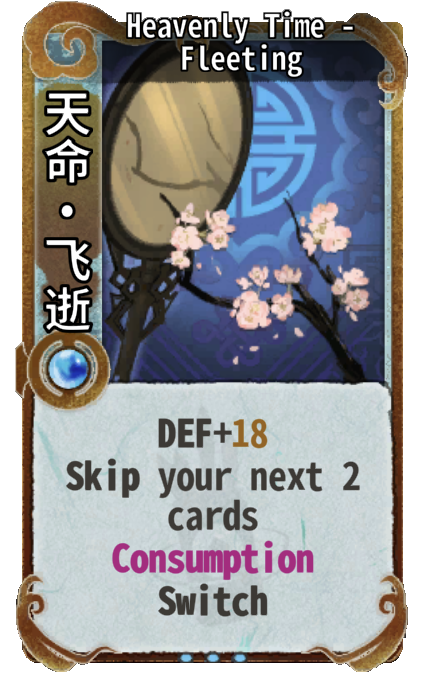 Heavenly Time -
Fleeting
天命·飞逝
DEF+18
Skip your next 2
cards
Consumption
Switch